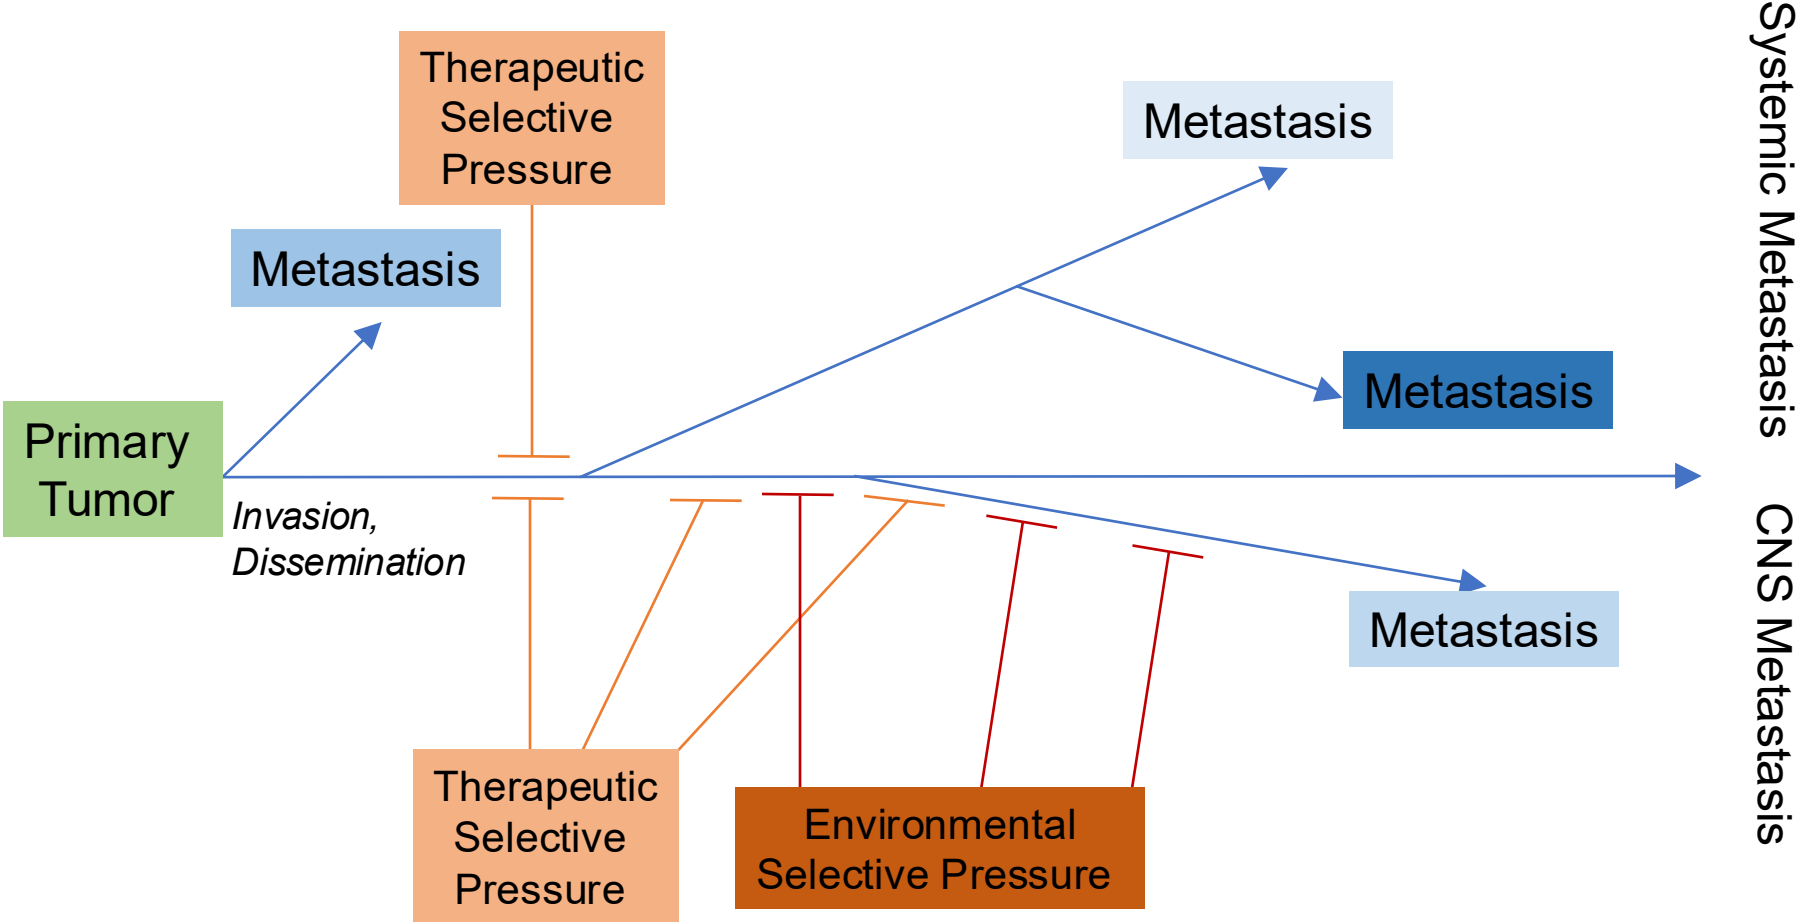 Therapeutic
Selective
Pressure
Metastasis
Metastasis
Metastasis
Primary
Tumor
Invasion,
Dissemination
Metastasis
Therapeutic
Selective
Pressure
Environmental
Selective Pressure
Systemic Metastasis
CNS Metastasis